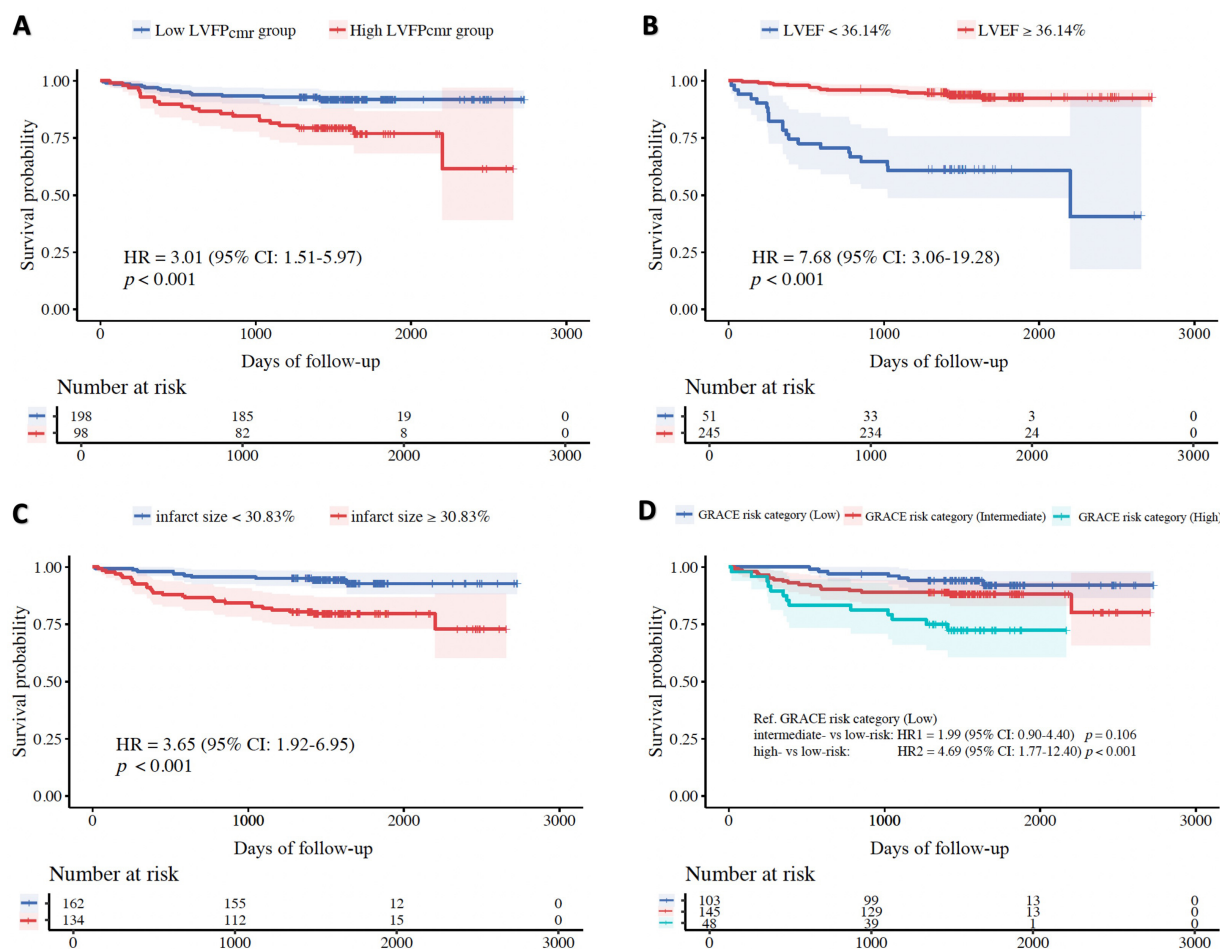 A
Low LVFPcmr group High LVFPcmr group
1.00
0.75
0.50
0.25
0.00
Survival probability
HR = 3.01 (95% CI: 1.51-5.97)
p < 0.001
0 1000 2000 3000
Days of follow-up
Number at risk
198 185 19 0
98 82 8 0
0 1000 2000 3000
B
LVEF < 36.14% LVEF ≥ 36.14%
1.00
0.75
0.50
0.25
0.00
Survival probability
HR = 7.68 (95% CI: 3.06-19.28)
p < 0.001
0 1000 2000 3000
Days of follow-up
Number at risk
51 33 3 0
245 234 24 0
0 1000 2000 3000
C
infarct size < 30.83% infarct size ≥ 30.83%
1.00
0.75
0.50
0.25
0.00
Survival probability
HR = 3.65 (95% CI: 1.92-6.95)
p < 0.001
0 1000 2000 3000
Days of follow-up
Number at risk
162 155 12 0
134 112 15 0
0 1000 2000 3000
D
GRACE risk category (Low) GRACE risk category (Intermediate) GRACE risk category (High)
1.00
0.75
0.50
0.25
0.00
Survival probability
Ref. GRACE risk category (Low)
intermediate- vs low-risk: HR1 = 1.99 (95% CI: 0.90-4.40) p = 0.106
high- vs low-risk: HR2 = 4.69 (95% CI: 1.77-12.40) p < 0.001
0 1000 2000 3000
Days of follow-up
Number at risk
103 99 13 0
145 129 13 0
48 39 1 0
0 1000 2000 3000